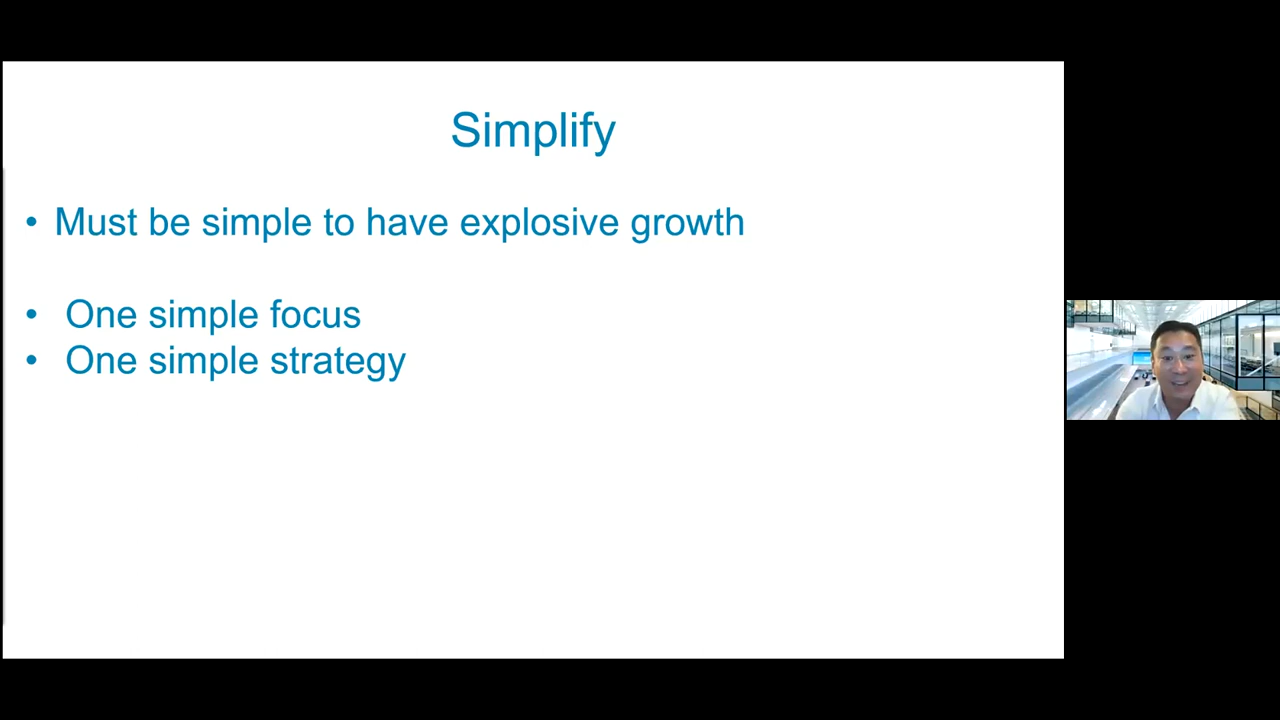 Simplify
• Must be simple to have explosive growth
• One simple focus
• One simple strategy